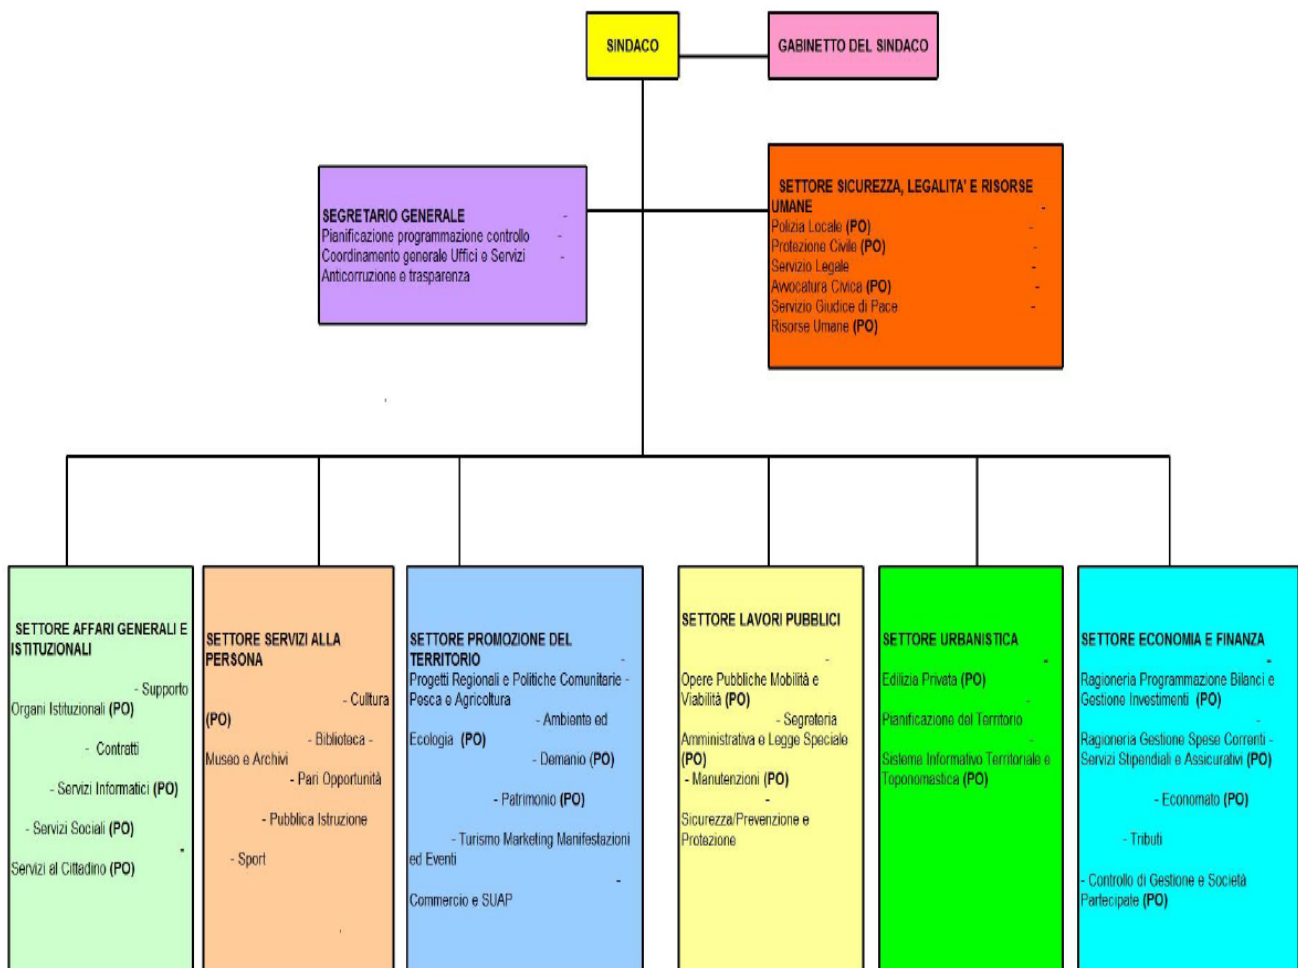 SINDACO
GABINETTO DEL SINDACO
SEGRETARIO GENERALE -
Pianificazione programmazione controllo -
Coordinamento generale Uffici e Servizi -
Anticorruzione e trasparenza
SETTORE SICUREZZA, LEGALITA' E RISORSE
UMANE -
Polizia Locale (PO) -
Protezione Civile (PO) -
Servizio Legale -
Avvocatura Civica (PO) -
Servizio Giudice di Pace -
Risorse Umane (PO)
SETTORE AFFARI GENERALI E
ISTITUZIONALI
- Supporto
Organi Istituzionali (PO)
- Contratti
- Servizi Informatici (PO)
- Servizi Sociali (PO)
-
Servizi al Cittadino (PO)
SETTORE SERVIZI ALLA
PERSONA
- Cultura
(PO)
- Biblioteca -
Museo e Archivi
- Pari Opportunità
- Pubblica Istruzione
- Sport
SETTORE PROMOZIONE DEL
TERRITORIO -
Progetti Regionali e Politiche Comunitarie -
Pesca e Agricoltura
- Ambiente ed
Ecologia (PO)
- Demanio (PO)
- Patrimonio (PO)
- Turismo Marketing Manifestazioni
ed Eventi
-
Commercio e SUAP
SETTORE LAVORI PUBBLICI
-
Opere Pubbliche Mobilità e
Viabilità (PO)
- Segreteria
Amministrativa e Legge Speciale
(PO)
- Manutenzioni (PO)
-
Sicurezza/Prevenzione e
Protezione
SETTORE URBANISTICA
-
Edilizia Privata (PO)
-
Pianificazione del Territorio
-
Sistema Informativo Territoriale e
Toponomastica (PO)
SETTORE ECONOMIA E FINANZA
-
Ragioneria Programmazione Bilanci e
Gestione Investimenti (PO)
-
Ragioneria Gestione Spese Correnti -
Servizi Stipendiali e Assicurativi (PO)
- Economato (PO)
- Tributi
- Controllo di Gestione e Società
Partecipate (PO)